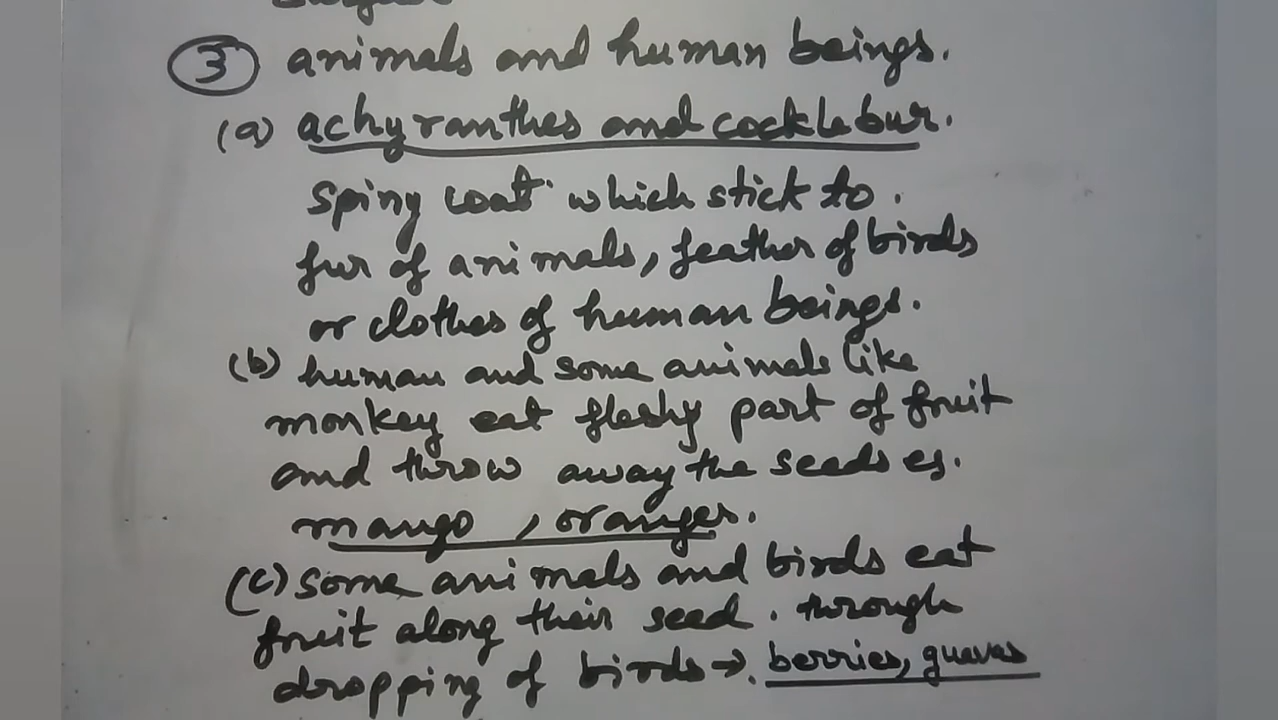 ③ animals and human beings.
(a) achyranthes and cocklebur.
spiny coat which stick to.
fur of animals, feather of birds
or clothes of human beings.
(b) human and some animals like
monkey eat fleshy part of fruit
and throw away the seeds eg.
mango, oranges.
(c) some animals and birds eat
fruit along their seed. through
dropping of birds →. berries, guavas